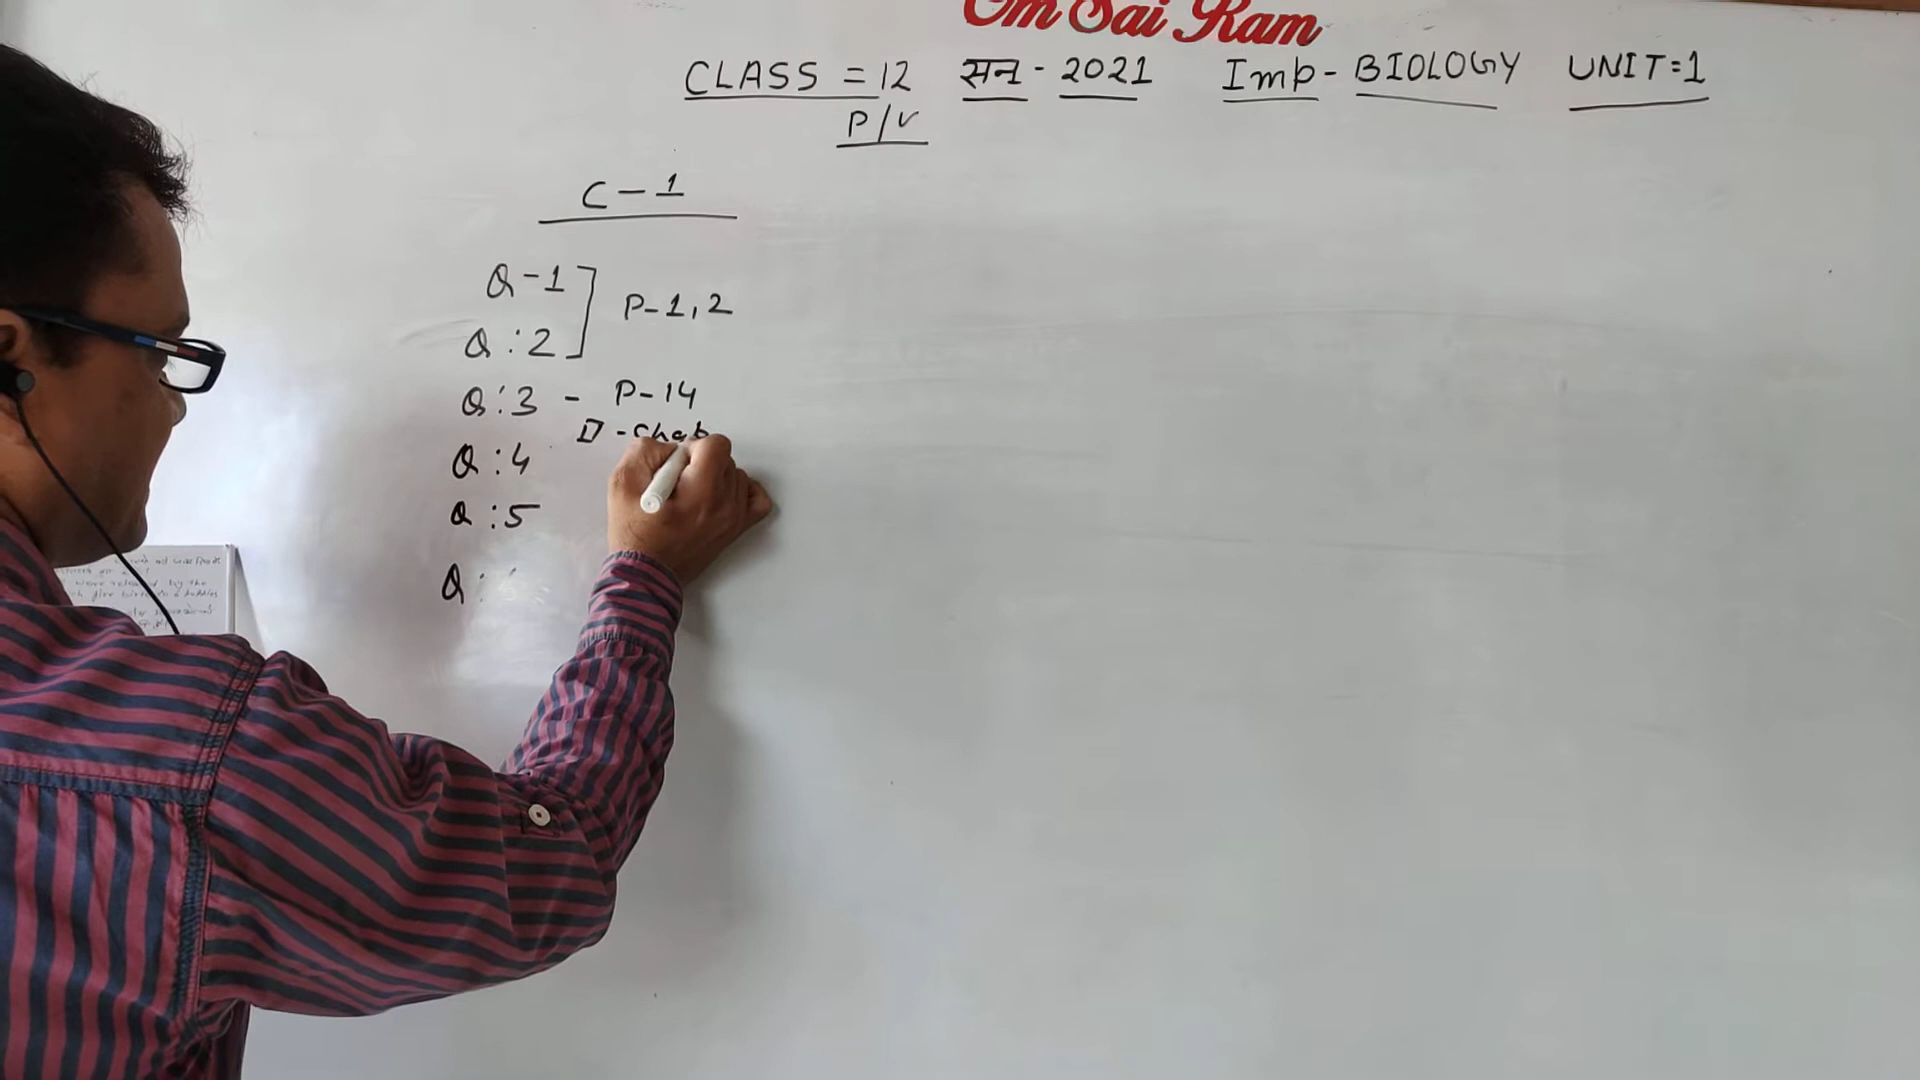 Om Sai Ram
CLASS = 12 सन - 2021 Imp - BIOLOGY UNIT = 1
P/V
C - 1
Q - 1
P - 1, 2
Q : 2
Q : 3 - P - 14
D - Chap
Q : 4
Q : 5
Q :